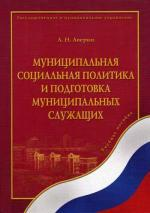 Государственное и муниципальное управление
А. Н. Аверин
МУНИЦИПАЛЬНАЯ
СОЦИАЛЬНАЯ ПОЛИТИКА
И ПОДГОТОВКА
МУНИЦИПАЛЬНЫХ
СЛУЖАЩИХ
Учебное пособие